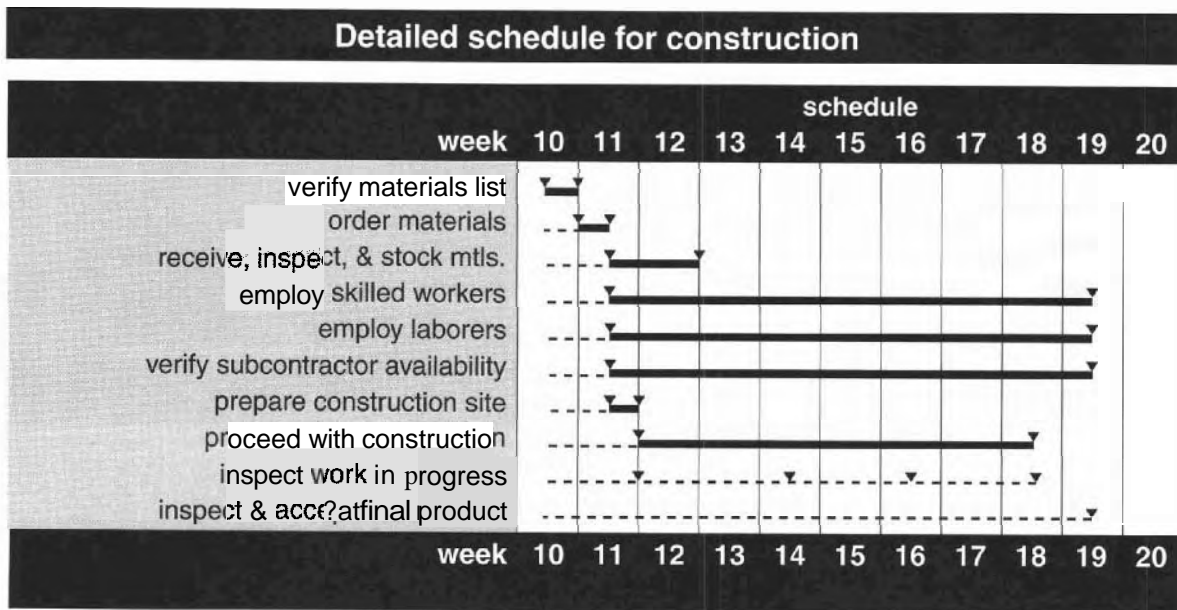 Detailed schedule for construction
schedule
week 10 11 12 13 14 15 16 17 18 19 20
verify materials list
order materials
receive, inspect, & stock mtls.
employ skilled workers
employ laborers
verify subcontractor availability
prepare construction site
proceed with construction
inspect work in progress
inspect & acce?atfinal product
week 10 11 12 13 14 15 16 17 18 19 20